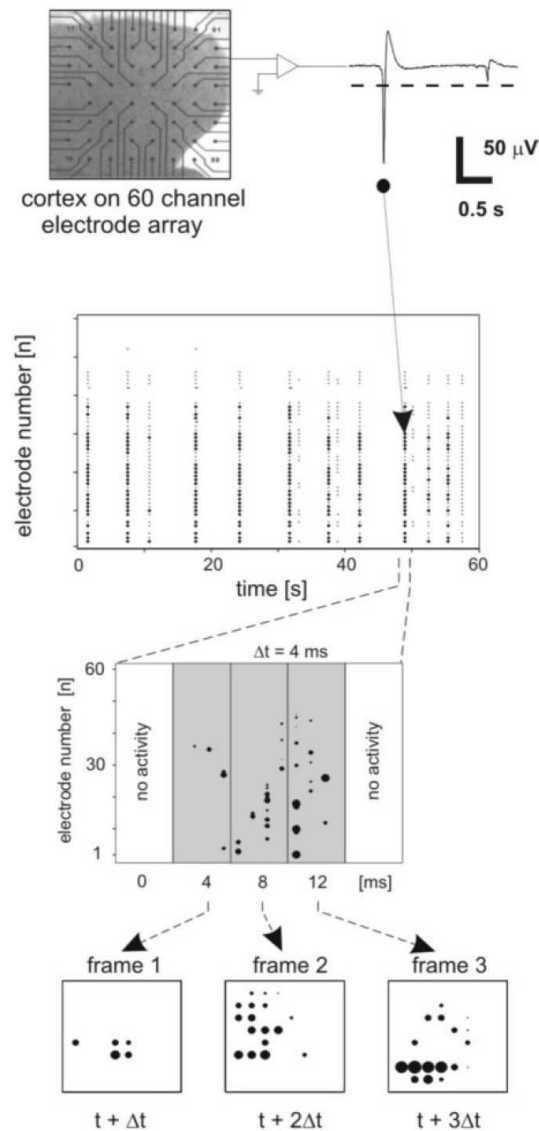 50 μV
0.5 s
cortex on 60 channel
electrode array
electrode number [n]
0 20 40 60
time [s]
Δt = 4 ms
electrode number [n]
60
30
1
no activity
no activity
0 4 8 12 [ms]
frame 1 frame 2 frame 3
t + Δt t + 2Δt t + 3Δt